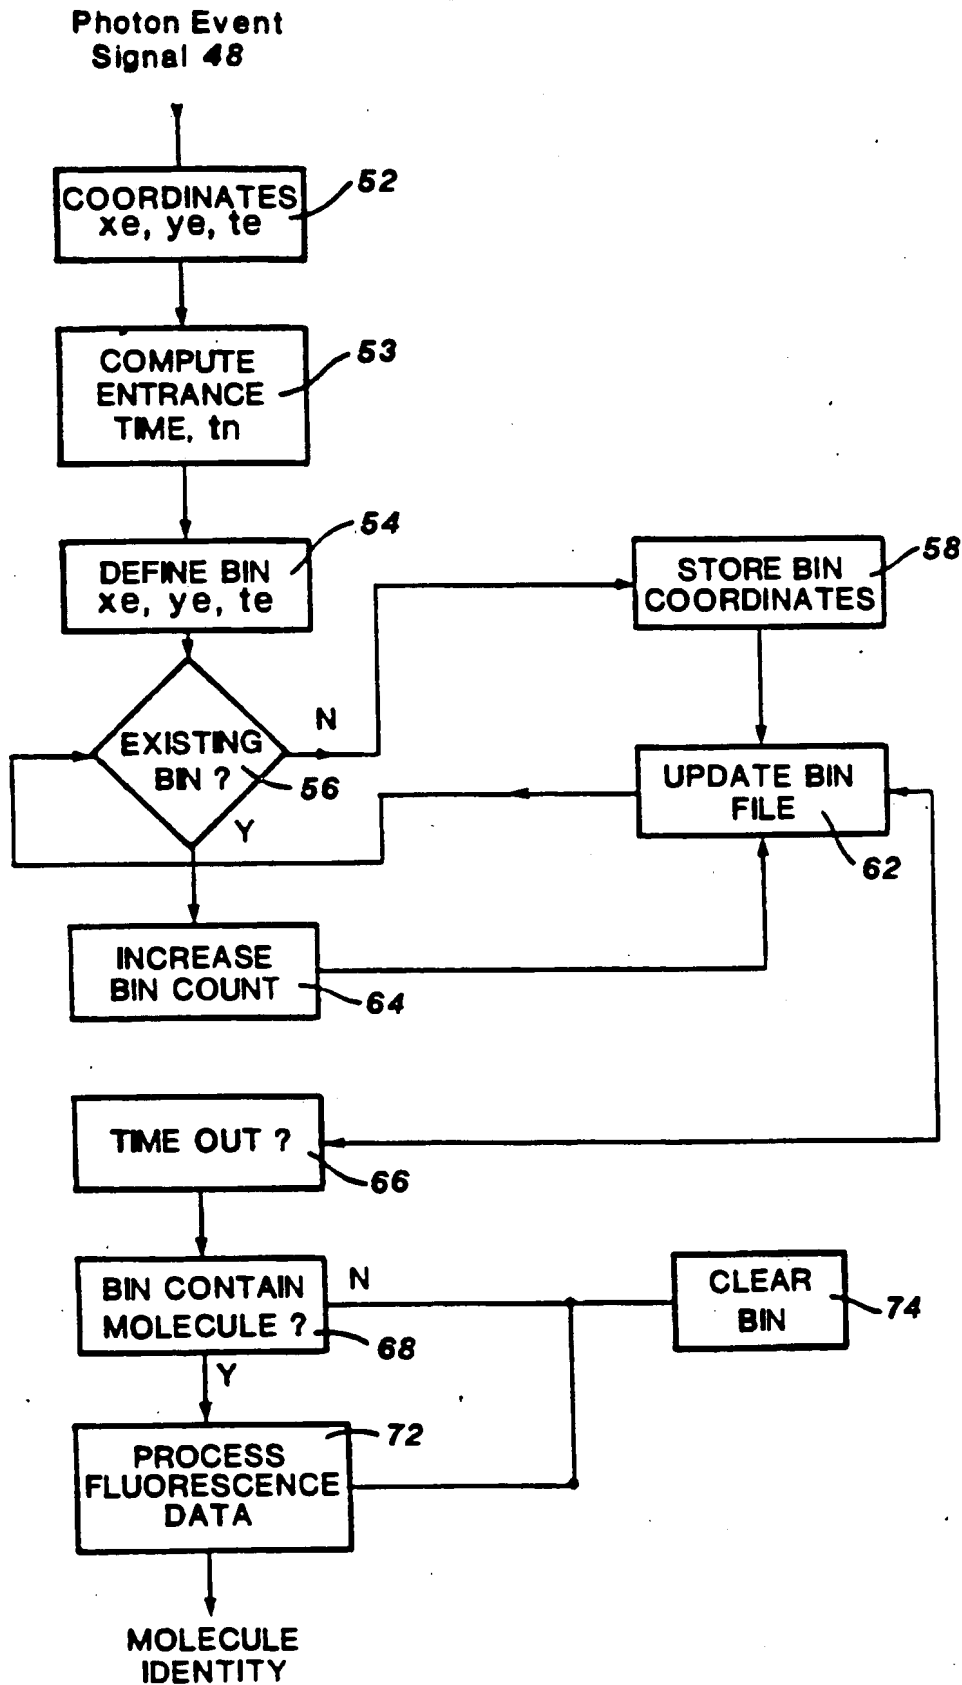 Photon Event
Signal 48
COORDINATES
xe, ye, te
52
COMPUTE
ENTRANCE
TIME, tn
53
DEFINE BIN
xe, ye, te
54
STORE BIN
COORDINATES
58
EXISTING
BIN ?
56
N
Y
UPDATE BIN
FILE
62
INCREASE
BIN COUNT
64
TIME OUT ?
66
BIN CONTAIN
MOLECULE ?
68
N
Y
CLEAR
BIN
74
PROCESS
FLUORESCENCE
DATA
72
MOLECULE
IDENTITY